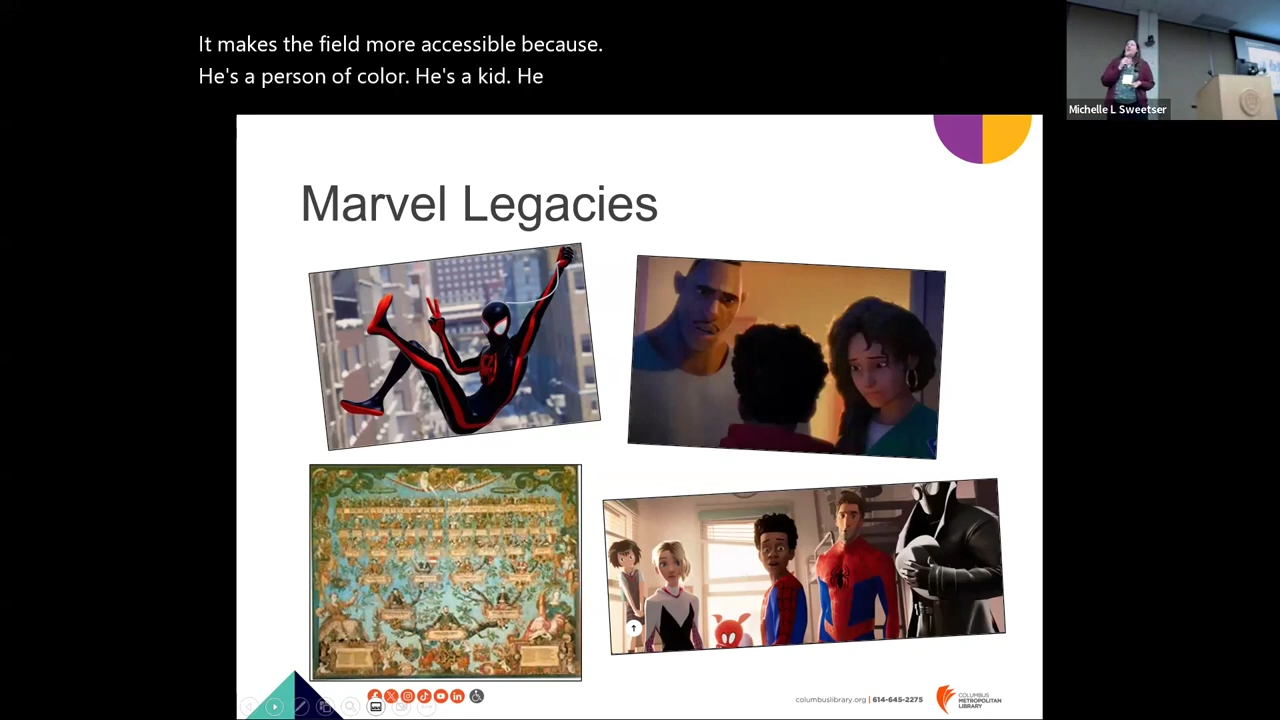 It makes the field more accessible because.
He's a person of color. He's a kid. He
Michelle L Sweetser
Marvel Legacies
columbuslibrary.org | 614-645-2275
COLUMBUS
METROPOLITAN
LIBRARY